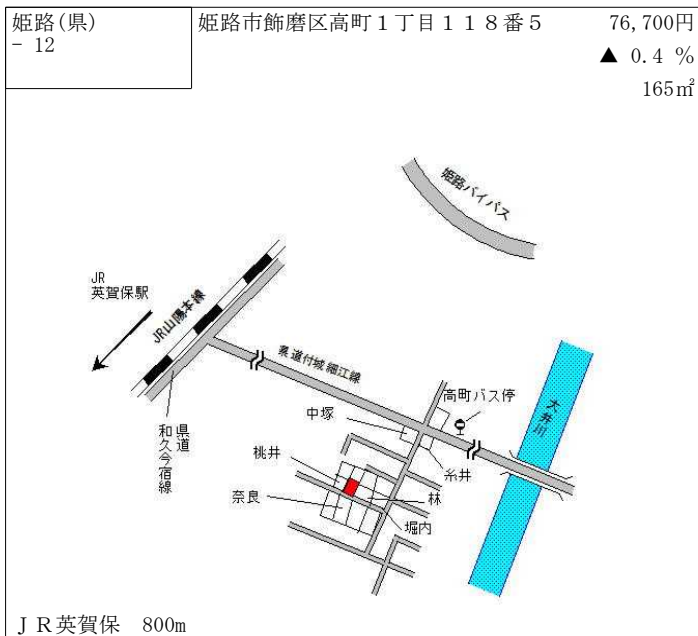 姫路(県)
- 12
姫路市飾磨区高町1丁目118番5
76,700円
▲ 0.4 %
165㎡
姫路バイパス
JR
英賀保駅
JR山陽本線
県道付城細江線
高町バス停
大井川
中塚
県道
和久今宿線
桃井
糸井
奈良
林
堀内
JR英賀保 800m